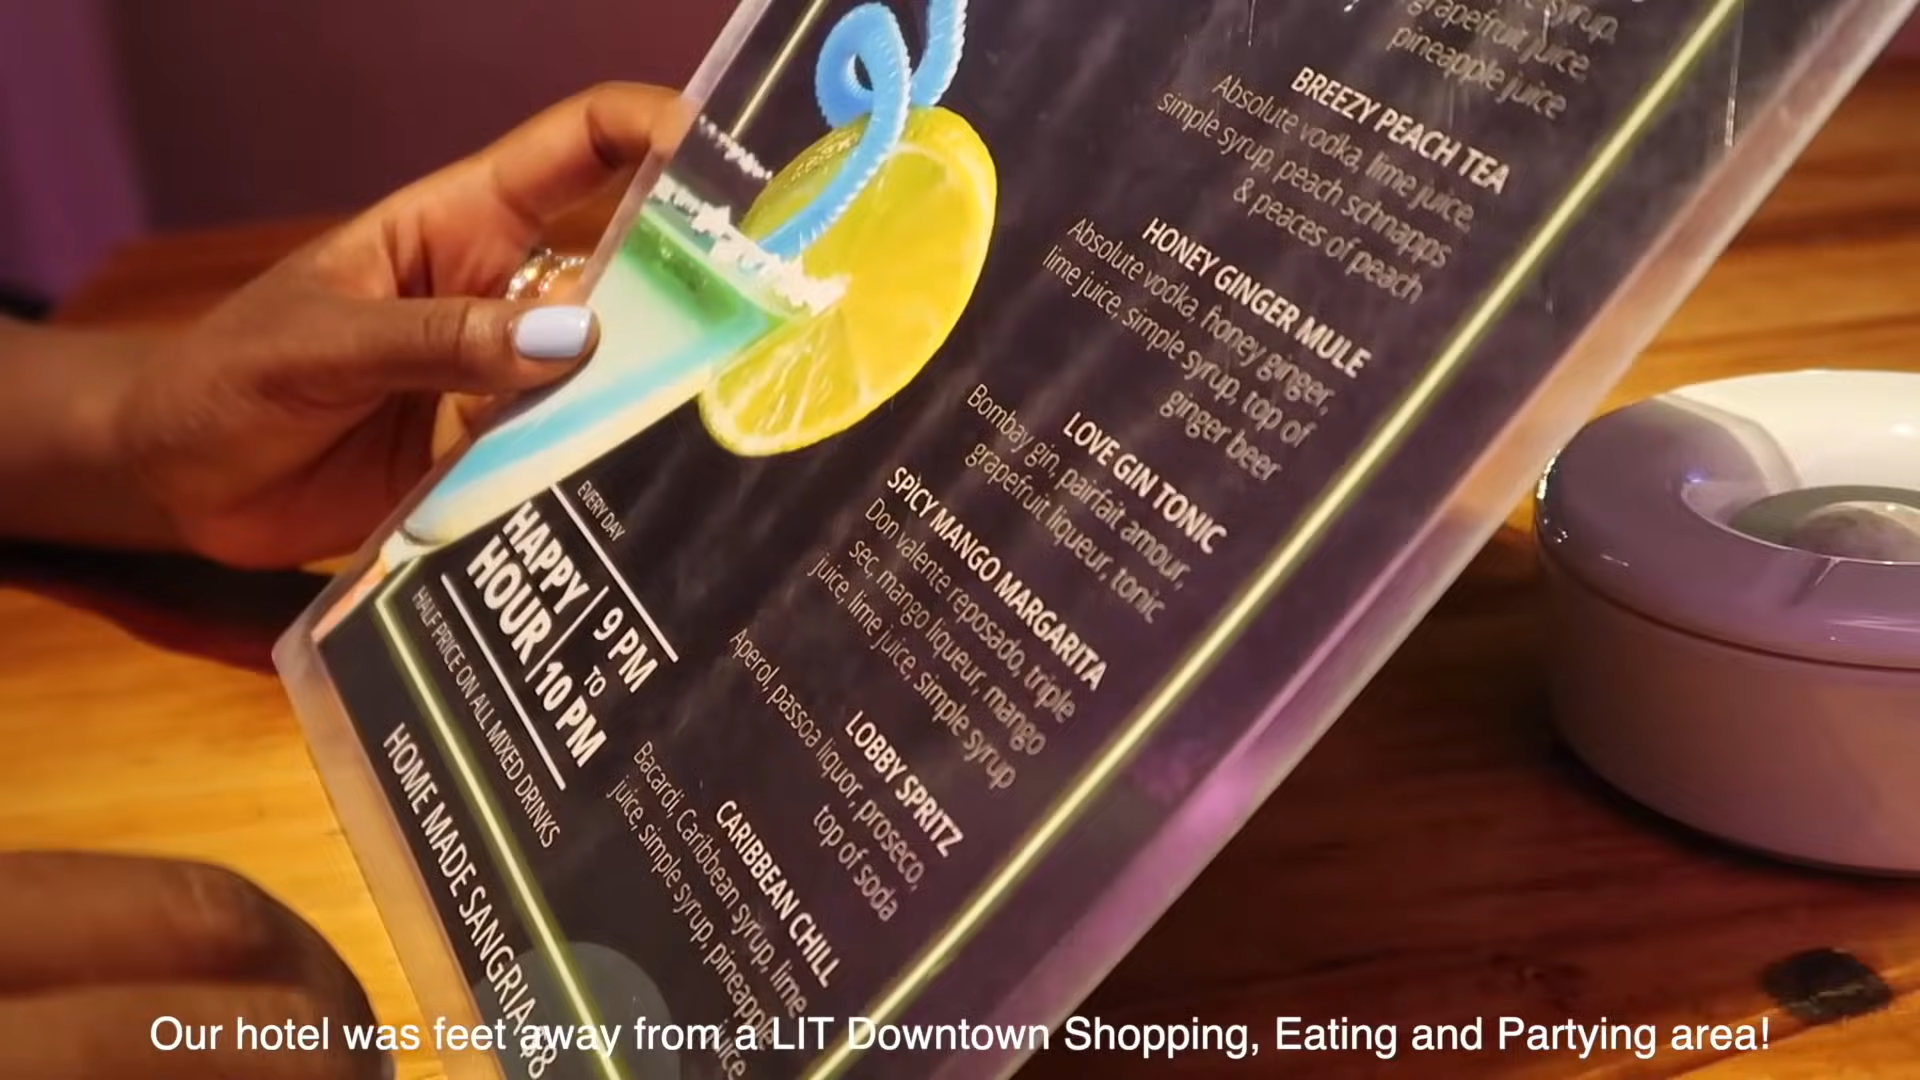 syrup,
grapefruit juice
pineapple juice
BREEZY PEACH TEA
Absolute vodka, lime juice,
simple syrup, peach schnapps
& peaces of peach
HONEY GINGER MULE
Absolute vodka, honey ginger,
lime juice, simple syrup, top of
ginger beer
LOVE GIN TONIC
Bombay gin, pairfait amour,
grapefruit liqueur, tonic
SPICY MANGO MARGARITA
Don valente reposado, triple
sec, mango liqueur, mango
juice, lime juice, simple syrup
LOBBY SPRITZ
Aperol, passoa liquor, proseco,
top of soda
CARIBBEAN CHILL
Bacardi, Caribbean syrup, lime
juice, simple syrup, pineapple
juice
EVERY DAY
HAPPY
HOUR
9 PM
TO
10 PM
HALF PRICE ON ALL MIXED DRINKS
HOME MADE SANGRIA $8
Our hotel was feet away from a LIT Downtown Shopping, Eating and Partying area!